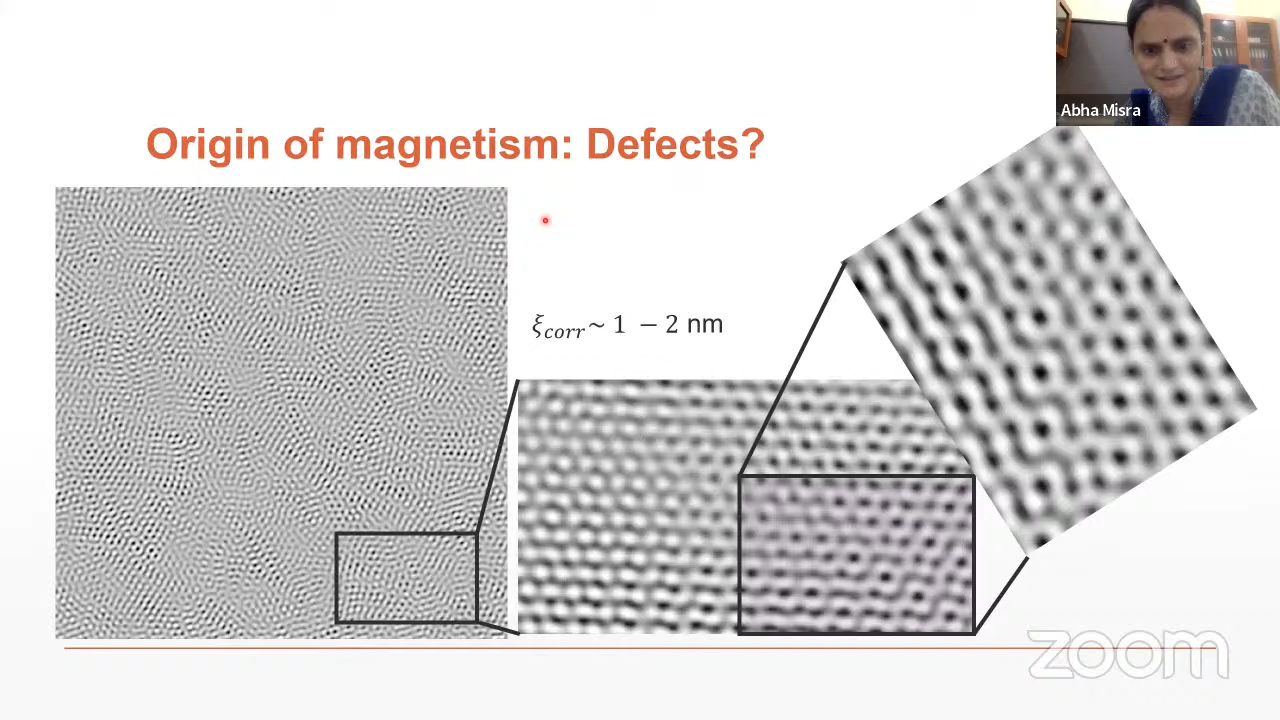 Abha Misra
Origin of magnetism: Defects?
𝜉𝑐𝑜𝑟𝑟~ 1 − 2 nm
zoom